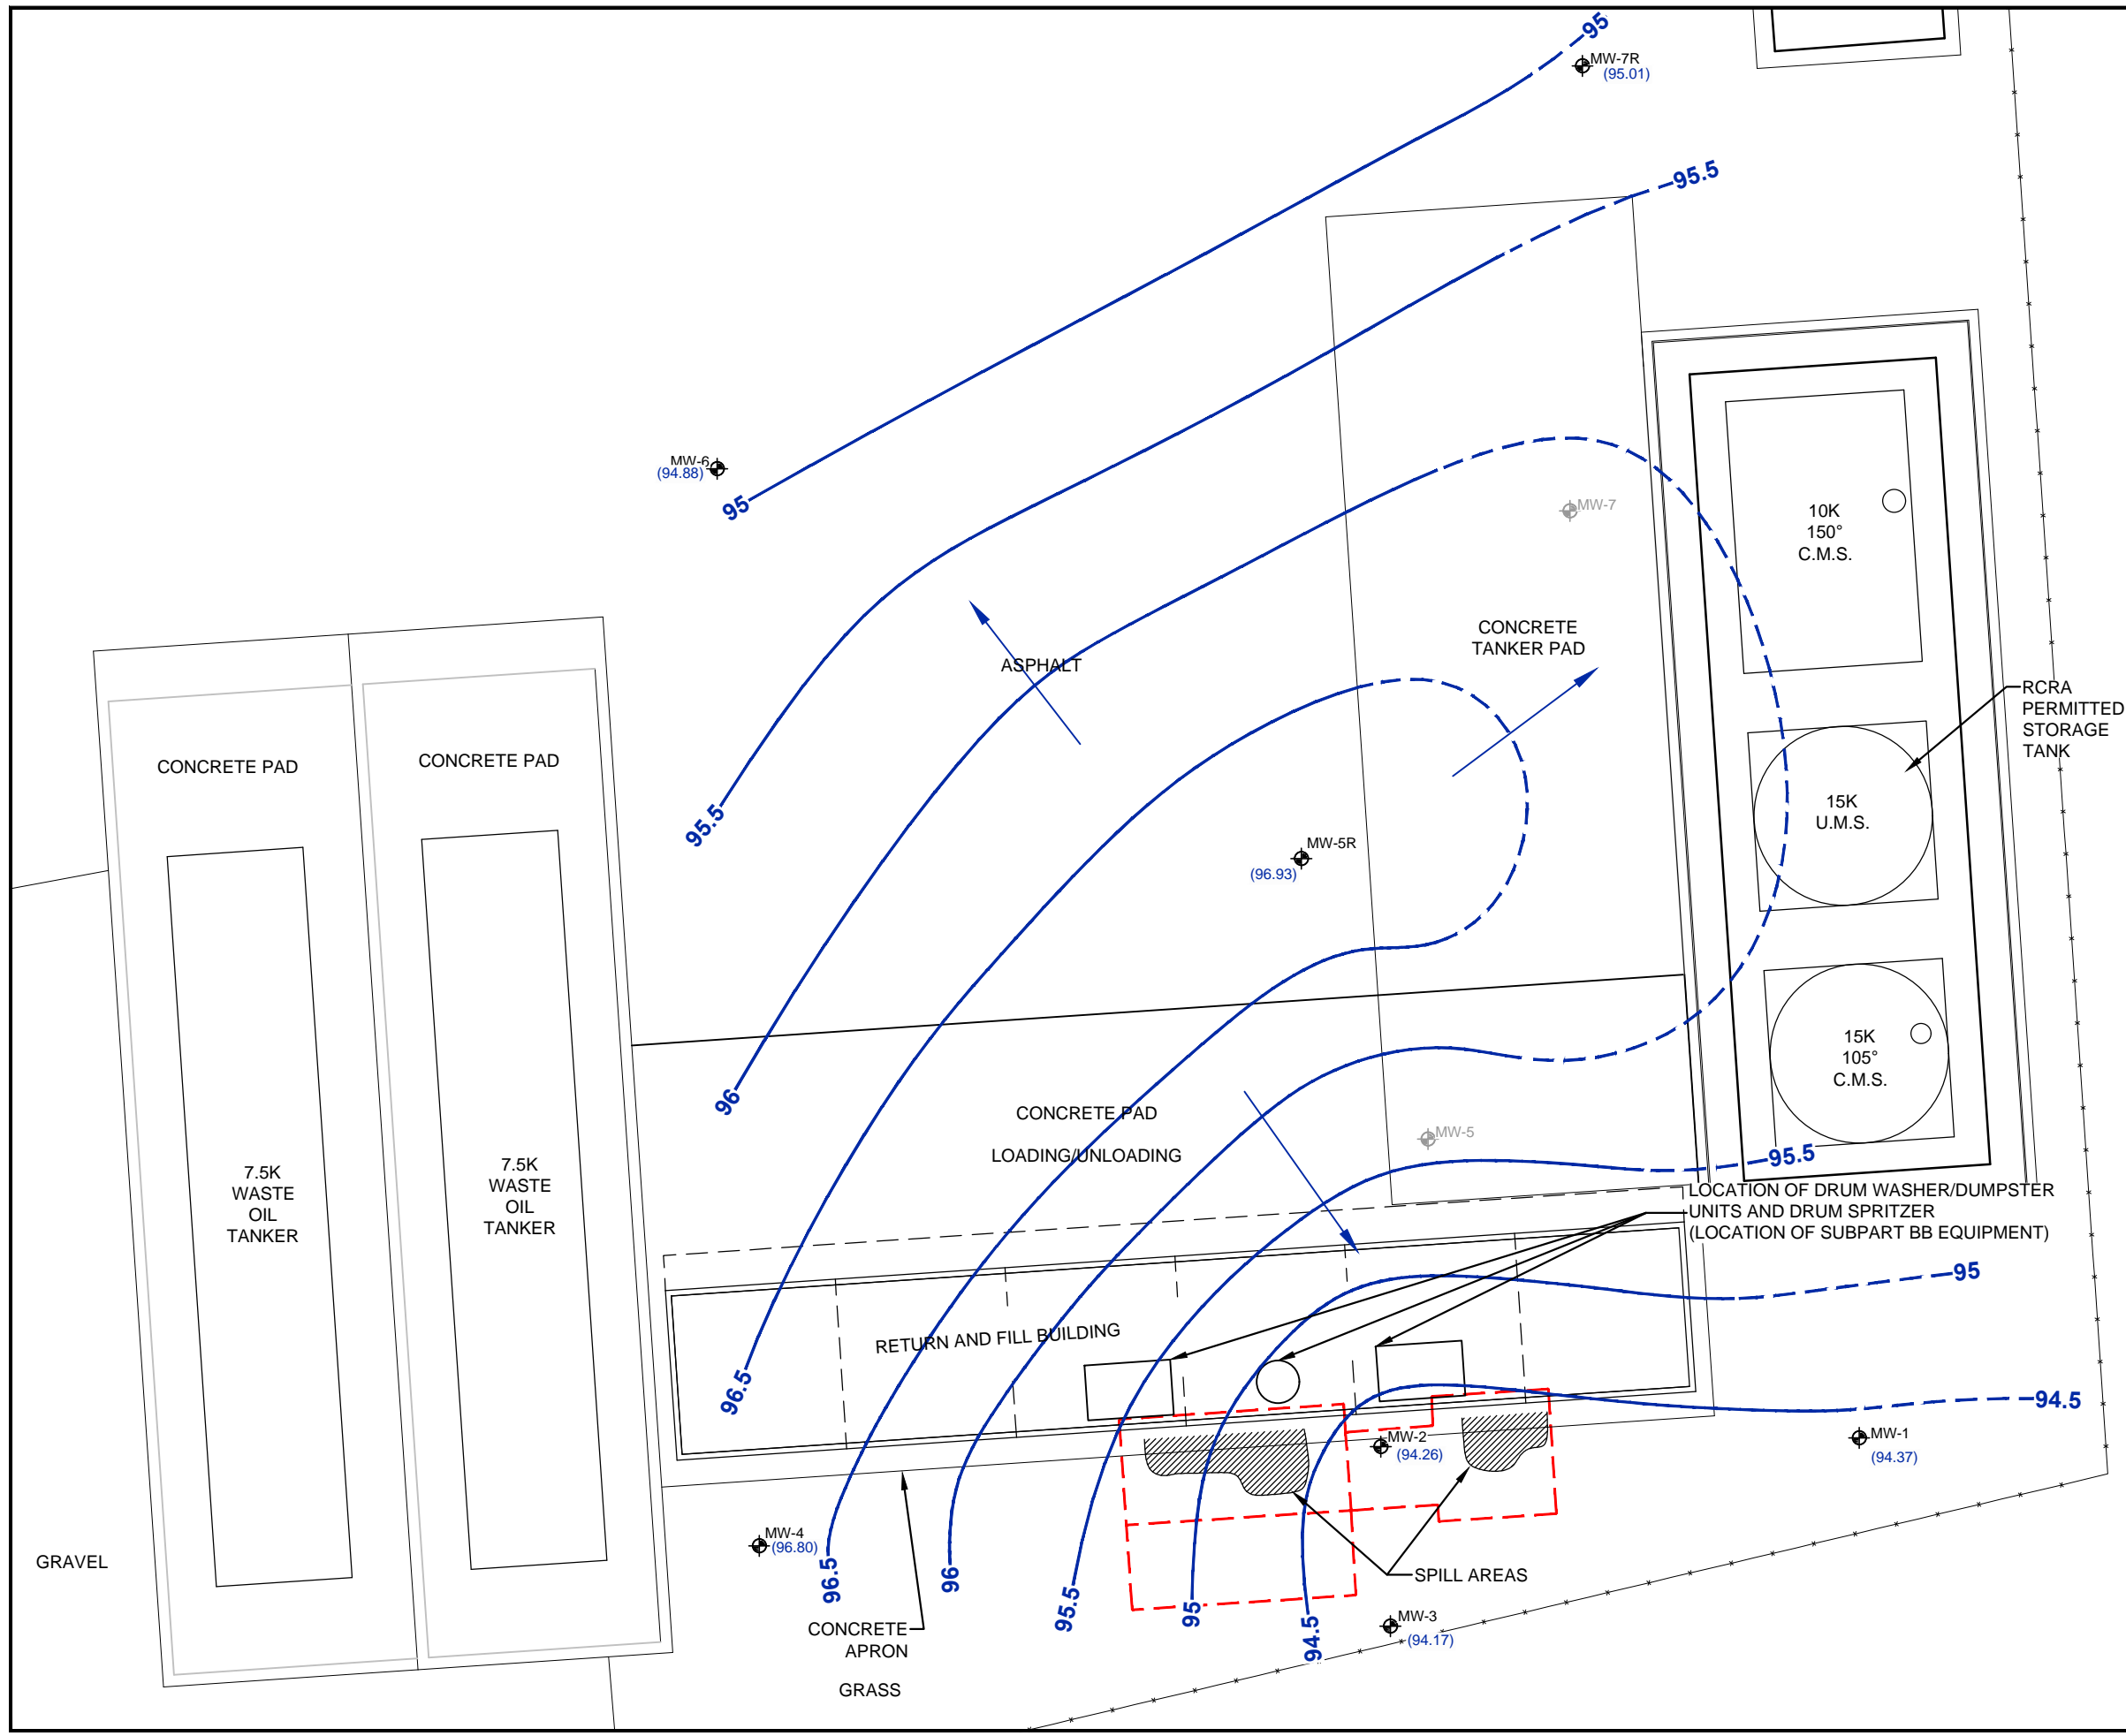 95
MW-7R
(95.01)
95.5
MW-6
(94.88)
95
MW-7
10K
150°
C.M.S.
CONCRETE
TANKER PAD
ASPHALT
RCRA
PERMITTED
STORAGE
TANK
CONCRETE PAD
CONCRETE PAD
95.5
15K
U.M.S.
MW-5R
(96.93)
15K
105°
C.M.S.
96
CONCRETE PAD
LOADING/UNLOADING
MW-5
95.5
7.5K
WASTE
OIL
TANKER
7.5K
WASTE
OIL
TANKER
LOCATION OF DRUM WASHER/DUMPSTER
UNITS AND DRUM SPRITZER
(LOCATION OF SUBPART BB EQUIPMENT)
95
RETURN AND FILL BUILDING
96.5
94.5
MW-2
(94.26)
MW-1
(94.37)
MW-4
(96.80)
GRAVEL
96.5
96
95.5
95
94.5
SPILL AREAS
MW-3
(94.17)
CONCRETE
APRON
GRASS